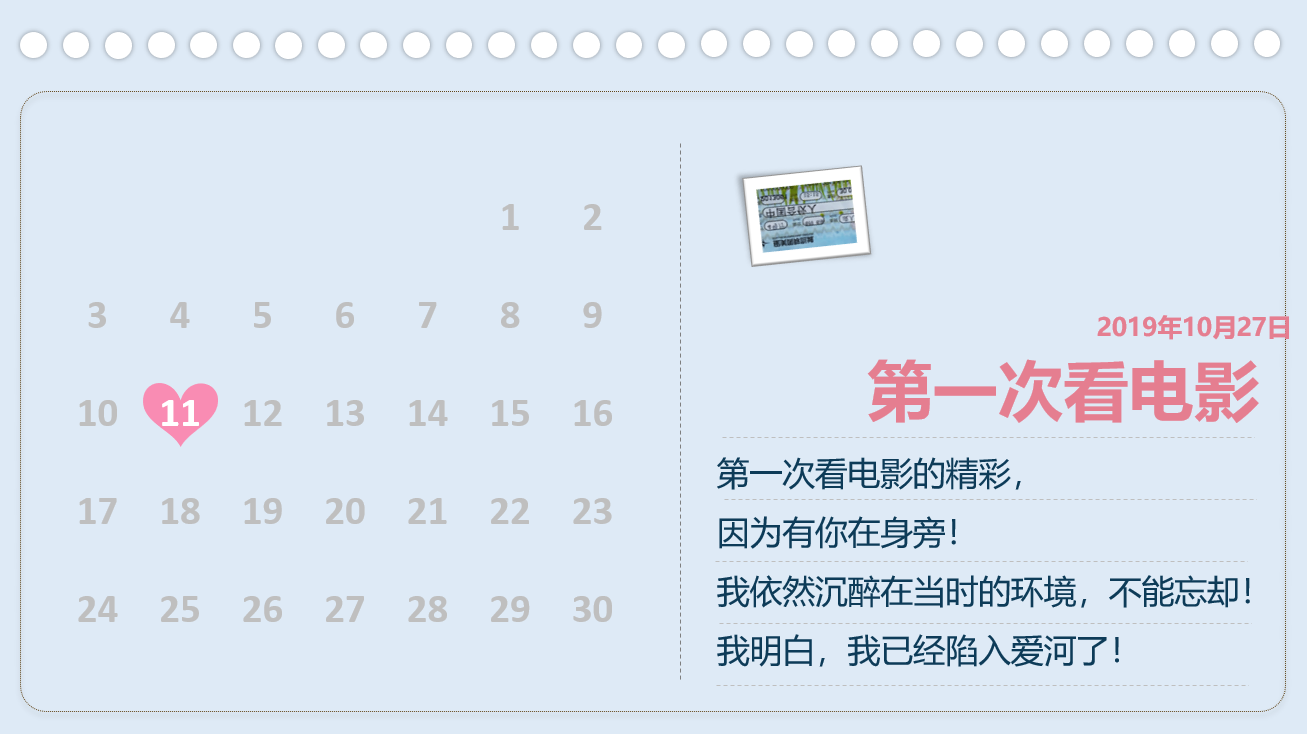 1 2
3 4 5 6 7 8 9
10 11 12 13 14 15 16
17 18 19 20 21 22 23
24 25 26 27 28 29 30
2019年10月27日
第一次看电影
第一次看电影的精彩，
因为有你在身旁！
我依然沉醉在当时的环境，不能忘却！
我明白，我已经陷入爱河了！